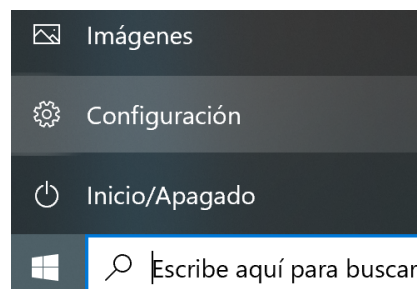 Imágenes
Configuración
Inicio/Apagado
Escribe aquí para buscar